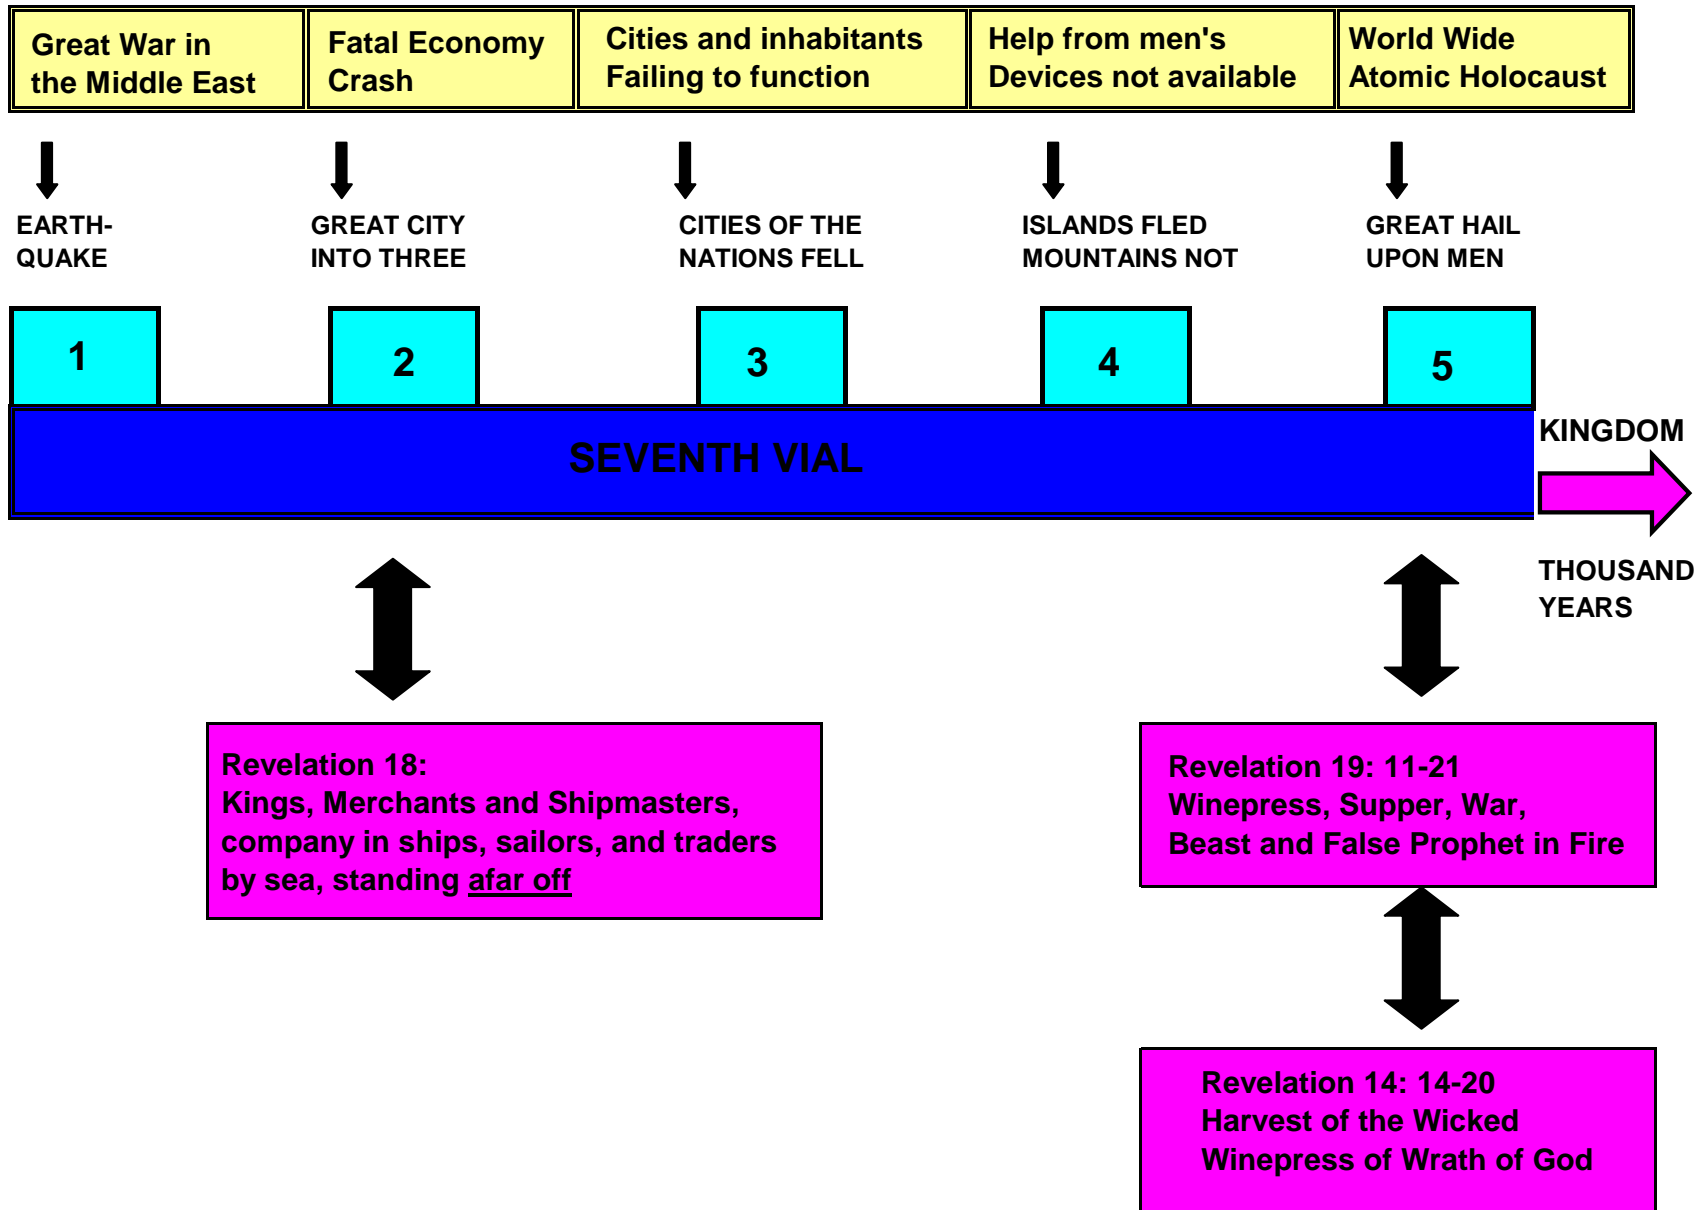 Great War in
the Middle East
Fatal Economy
Crash
Cities and inhabitants
Failing to function
Help from men's
Devices not available
World Wide
Atomic Holocaust
EARTH-
QUAKE
GREAT CITY
INTO THREE
CITIES OF THE
NATIONS FELL
ISLANDS FLED
MOUNTAINS NOT
GREAT HAIL
UPON MEN
1
2
3
4
5
SEVENTH VIAL
KINGDOM
THOUSAND
YEARS
Revelation 18:
Kings, Merchants and Shipmasters,
company in ships, sailors, and traders
by sea, standing afar off
Revelation 19: 11-21
Winepress, Supper, War,
Beast and False Prophet in Fire
Revelation 14: 14-20
Harvest of the Wicked
Winepress of Wrath of God